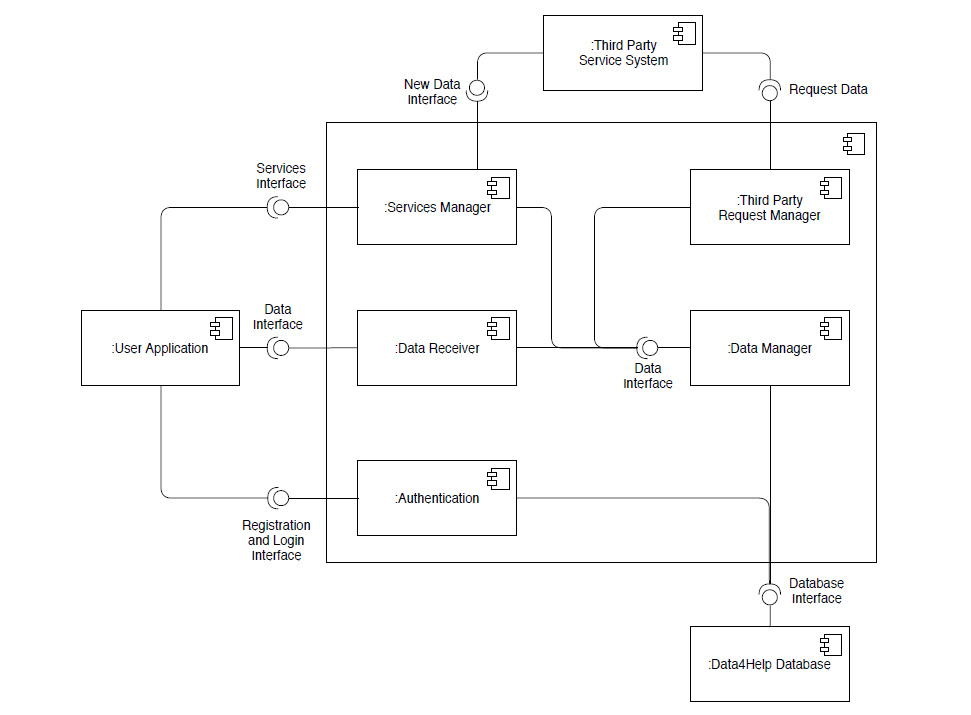 :Third Party
Service System
New Data
Interface
Request Data
Services
Interface
:Services Manager
:Third Party
Request Manager
Data
Interface
:User Application
:Data Receiver
:Data Manager
Data
Interface
:Authentication
Registration
and Login
Interface
Database
Interface
:Data4Help Database